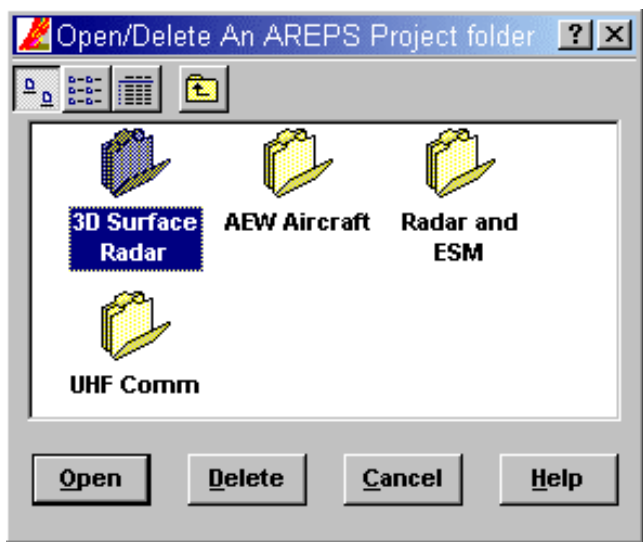 Open/Delete An AREPS Project folder
3D Surface Radar
AEW Aircraft
Radar and ESM
UHF Comm
Open
Delete
Cancel
Help